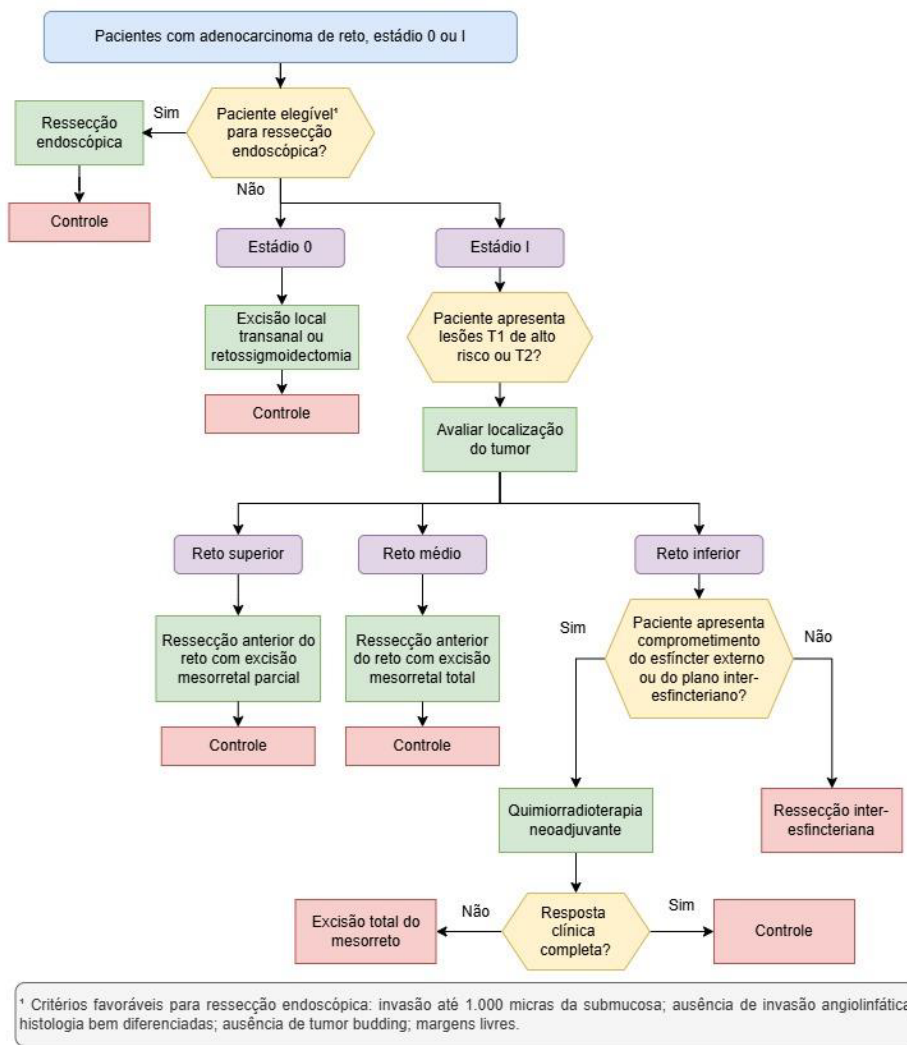 Pacientes com adenocarcinoma de reto, estádio 0 ou I
Paciente elegível¹
para ressecção
endoscópica?
Sim
Ressecção
endoscópica
Controle
Não
Estádio 0
Estádio I
Excisão local
transanal ou
retossigmoidectomia
Controle
Paciente apresenta
lesões T1 de alto
risco ou T2?
Avaliar localização
do tumor
Reto superior
Reto médio
Reto inferior
Ressecção anterior do
reto com excisão
mesorretal parcial
Controle
Ressecção anterior
do reto com excisão
mesorretal total
Controle
Sim
Paciente apresenta
comprometimento
do esfíncter externo
ou do plano inter-
esfincteriano?
Não
Quimiorradioterapia
neoadjuvante
Ressecção inter-
esfincteriana
Excisão total do
mesorreto
Não
Resposta
clínica
completa?
Sim
Controle
¹ Critérios favoráveis para ressecção endoscópica: invasão até 1.000 micras da submucosa; ausência de invasão angiolinfática
histologia bem diferenciadas; ausência de tumor budding; margens livres.